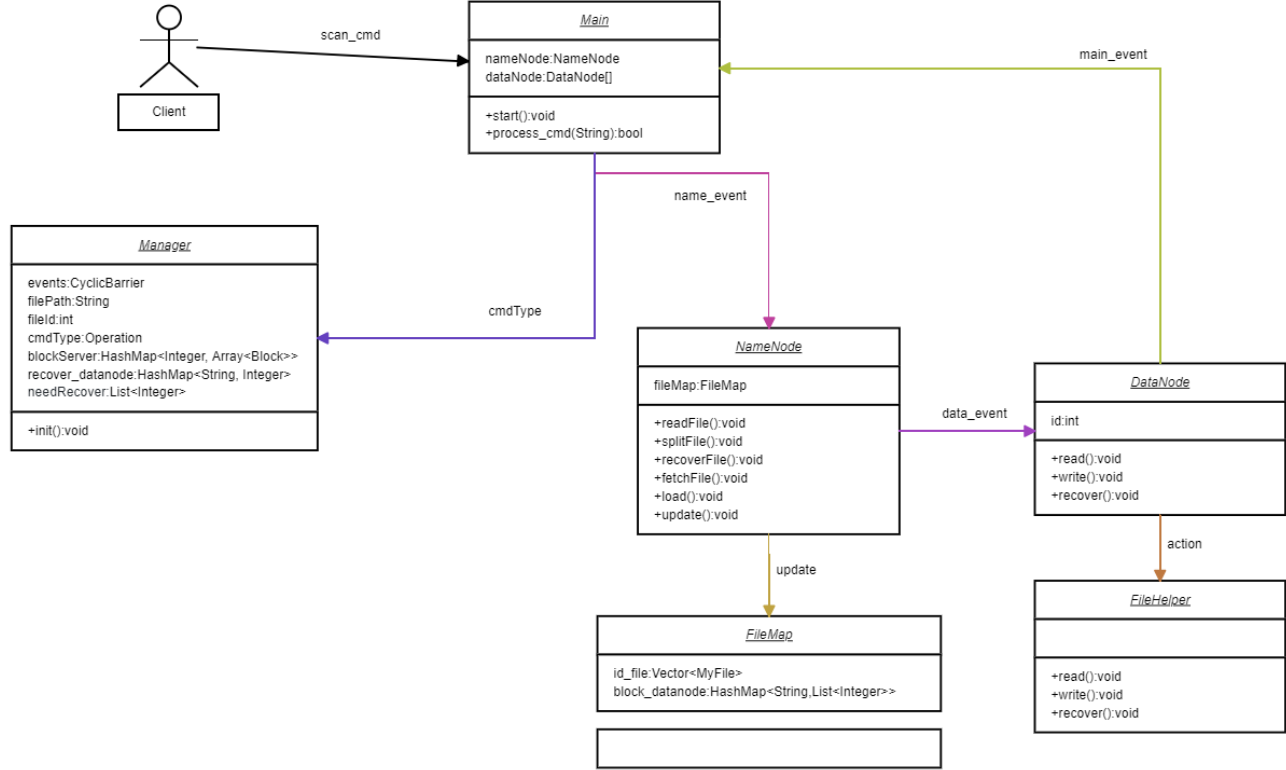 scan_cmd
Client
Main
nameNode:NameNode
dataNode:DataNode[]
+start():void
+process_cmd(String):bool
main_event
name_event
cmdType
Manager
events:CyclicBarrier
filePath:String
fileId:int
cmdType:Operation
blockServer:HashMap<Integer, Array<Block>>
recover_datanode:HashMap<String, Integer>
needRecover:List<Integer>
+init():void
NameNode
fileMap:FileMap
+readFile():void
+splitFile():void
+recoverFile():void
+fetchFile():void
+load():void
+update():void
data_event
DataNode
id:int
+read():void
+write():void
+recover():void
update
action
FileMap
id_file:Vector<MyFile>
block_datanode:HashMap<String,List<Integer>>
FileHelper
+read():void
+write():void
+recover():void